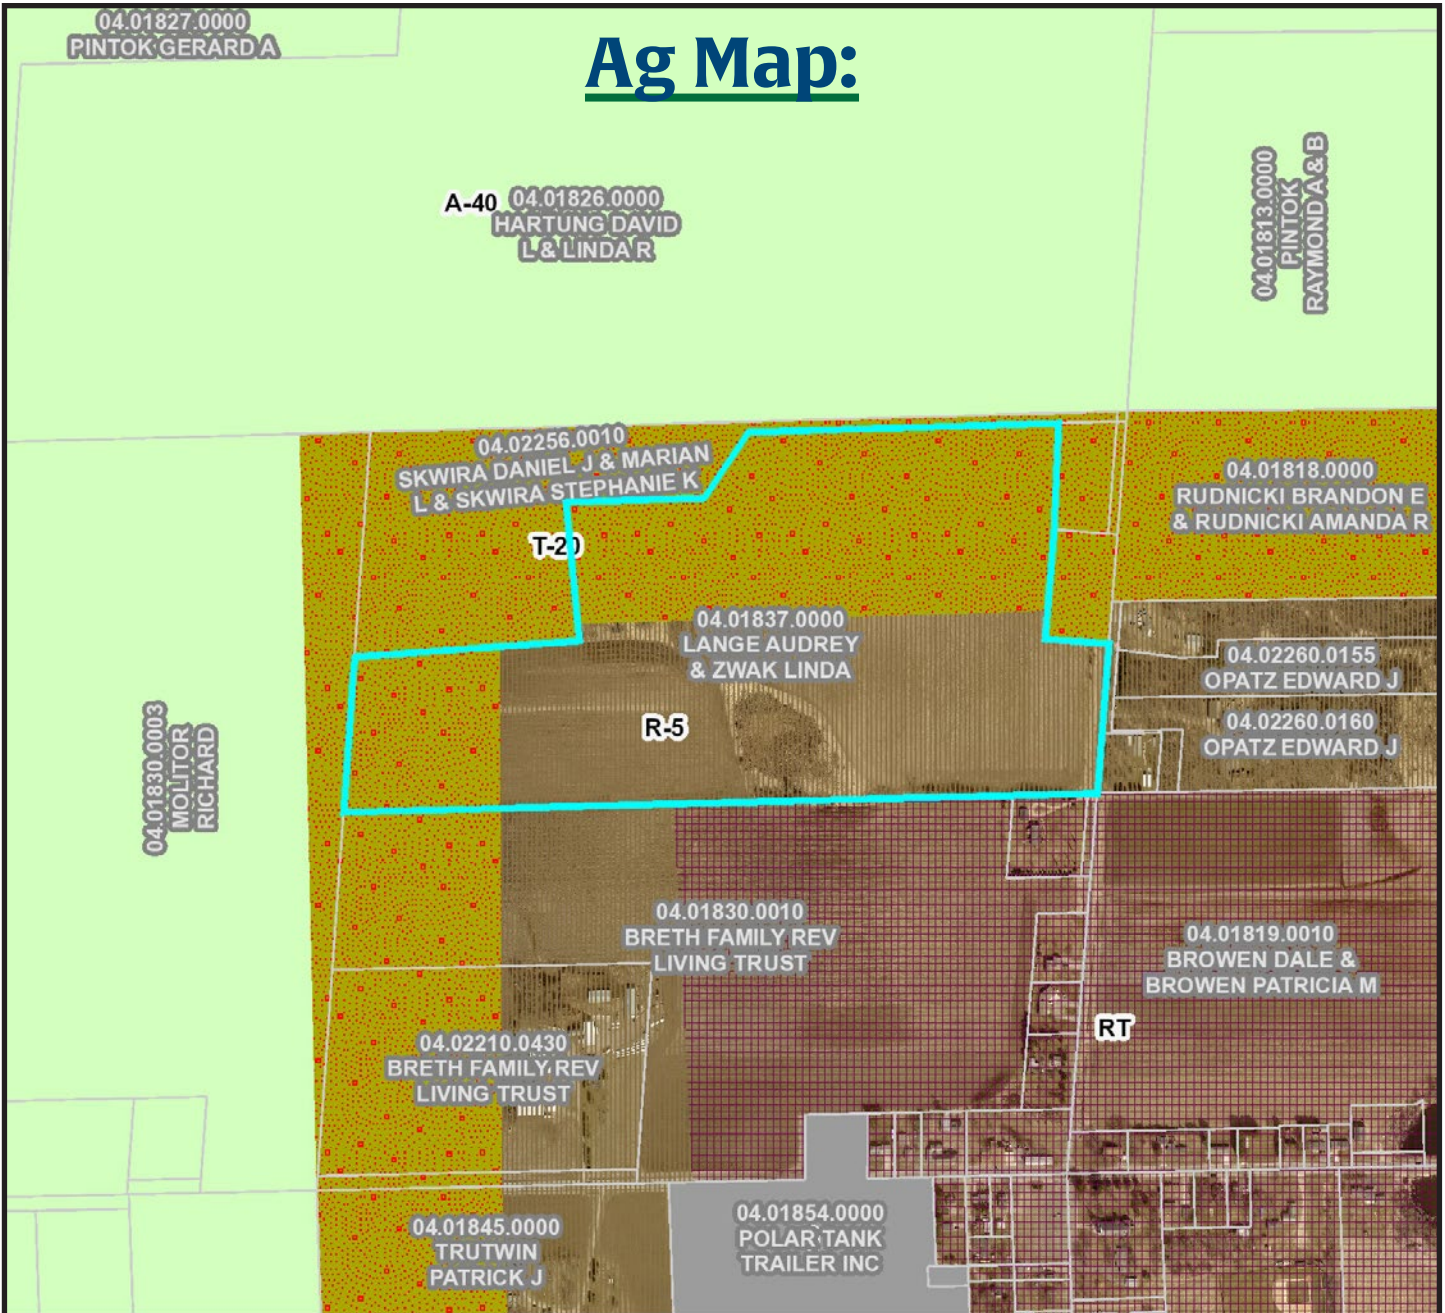 04.01827.0000
PINTOK GERARD A
Ag Map:
A-40
04.01826.0000
HARTUNG DAVID
L & LINDA R
04.01813.0000
PINTOK
RAYMOND A & B
04.02256.0010
SKWIRA DANIEL J & MARIAN
L & SKWIRA STEPHANIE K
04.01818.0000
RUDNICKI BRANDON E
& RUDNICKI AMANDA R
T-20
04.01837.0000
LANGE AUDREY
& ZWAK LINDA
04.02260.0155
OPATZ EDWARD J
04.02260.0160
OPATZ EDWARD J
R-5
04.01830.0003
MOLITOR
RICHARD
04.01830.0010
BRETH FAMILY REV
LIVING TRUST
04.01819.0010
BROWEN DALE &
BROWEN PATRICIA M
RT
04.02210.0430
BRETH FAMILY REV
LIVING TRUST
04.01845.0000
TRUTWIN
PATRICK J
04.01854.0000
POLAR TANK
TRAILER INC